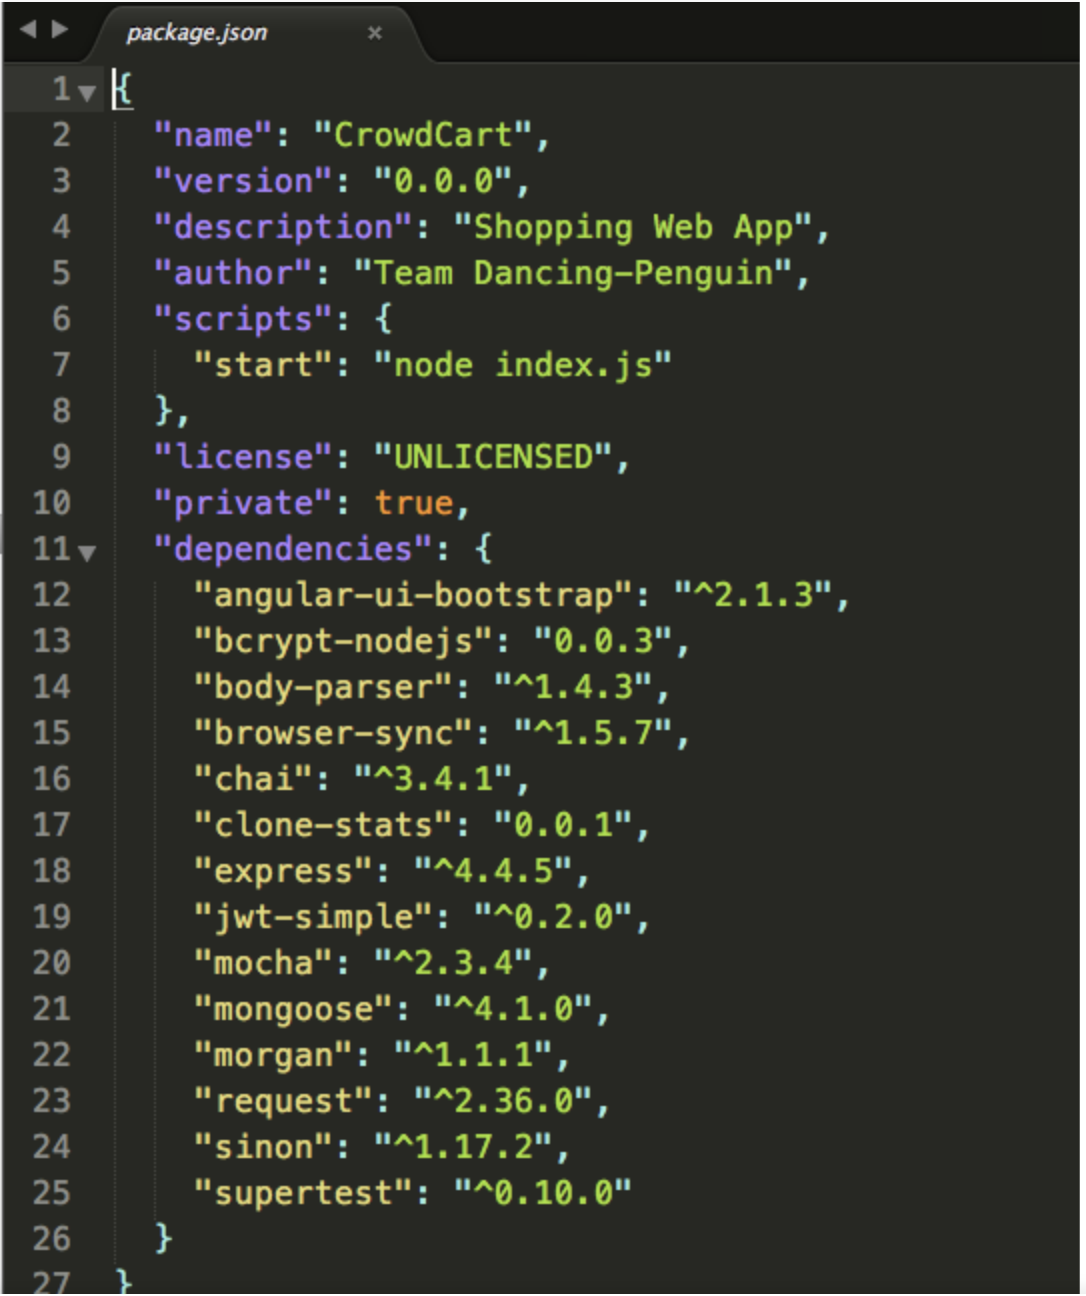 package.json
1 {
2 "name": "CrowdCart",
3 "version": "0.0.0",
4 "description": "Shopping Web App",
5 "author": "Team Dancing-Penguin",
6 "scripts": {
7 "start": "node index.js"
8 },
9 "license": "UNLICENSED",
10 "private": true,
11 "dependencies": {
12 "angular-ui-bootstrap": "^2.1.3",
13 "bcrypt-nodejs": "0.0.3",
14 "body-parser": "^1.4.3",
15 "browser-sync": "^1.5.7",
16 "chai": "^3.4.1",
17 "clone-stats": "0.0.1",
18 "express": "^4.4.5",
19 "jwt-simple": "^0.2.0",
20 "mocha": "^2.3.4",
21 "mongoose": "^4.1.0",
22 "morgan": "^1.1.1",
23 "request": "^2.36.0",
24 "sinon": "^1.17.2",
25 "supertest": "^0.10.0"
26 }
27 }